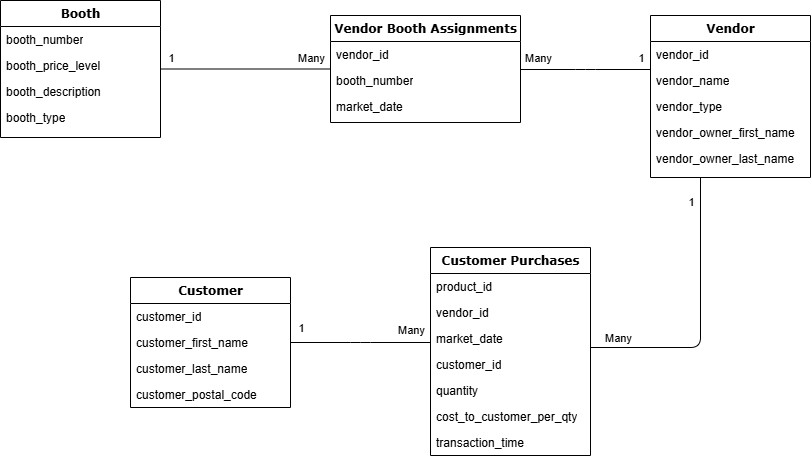 Booth
booth_number
booth_price_level
booth_description
booth_type
1
Many
Vendor Booth Assignments
vendor_id
booth_number
market_date
Many
1
Vendor
vendor_id
vendor_name
vendor_type
vendor_owner_first_name
vendor_owner_last_name
1
Customer
customer_id
customer_first_name
customer_last_name
customer_postal_code
1
Many
Customer Purchases
product_id
vendor_id
market_date
customer_id
quantity
cost_to_customer_per_qty
transaction_time
Many